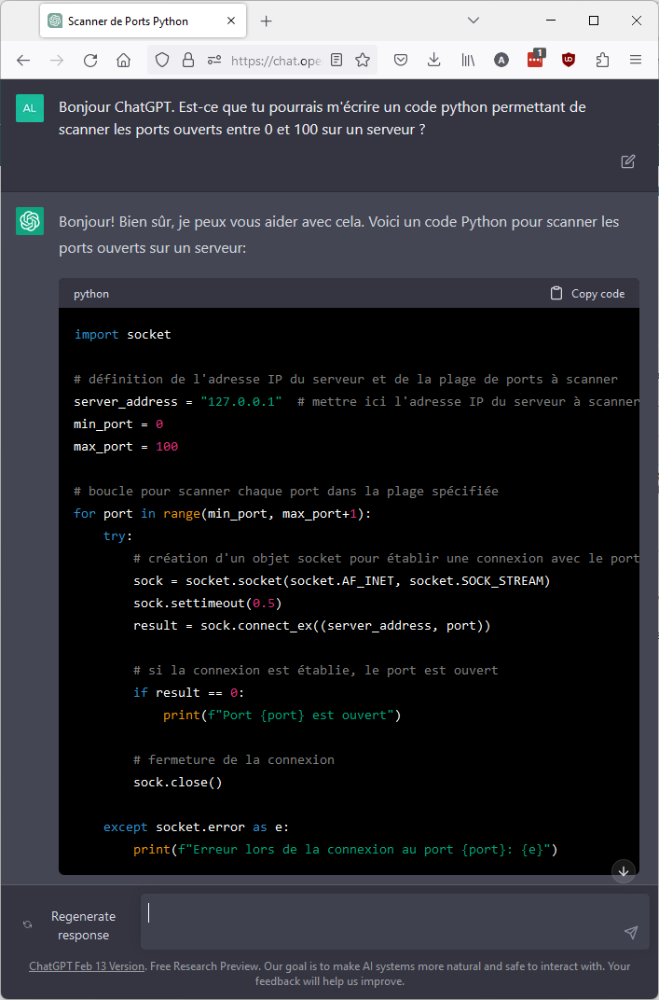 Scanner de Ports Python
https://chat.ope
A
1
AL
Bonjour ChatGPT. Est-ce que tu pourrais m'écrire un code python permettant de
scanner les ports ouverts entre 0 et 100 sur un serveur ?
Bonjour! Bien sûr, je peux vous aider avec cela. Voici un code Python pour scanner les
ports ouverts sur un serveur:
python
Copy code
import socket
# définition de l'adresse IP du serveur et de la plage de ports à scanner
server_address = "127.0.0.1"  # mettre ici l'adresse IP du serveur à scanner
min_port = 0
max_port = 100
# boucle pour scanner chaque port dans la plage spécifiée
for port in range(min_port, max_port+1):
    try:
        # création d'un objet socket pour établir une connexion avec le port
        sock = socket.socket(socket.AF_INET, socket.SOCK_STREAM)
        sock.settimeout(0.5)
        result = sock.connect_ex((server_address, port))
        # si la connexion est établie, le port est ouvert
        if result == 0:
            print(f"Port {port} est ouvert")
        # fermeture de la connexion
        sock.close()
    except socket.error as e:
        print(f"Erreur lors de la connexion au port {port}: {e}")
Regenerate
response
ChatGPT Feb 13 Version. Free Research Preview. Our goal is to make AI systems more natural and safe to interact with. Your
feedback will help us improve.